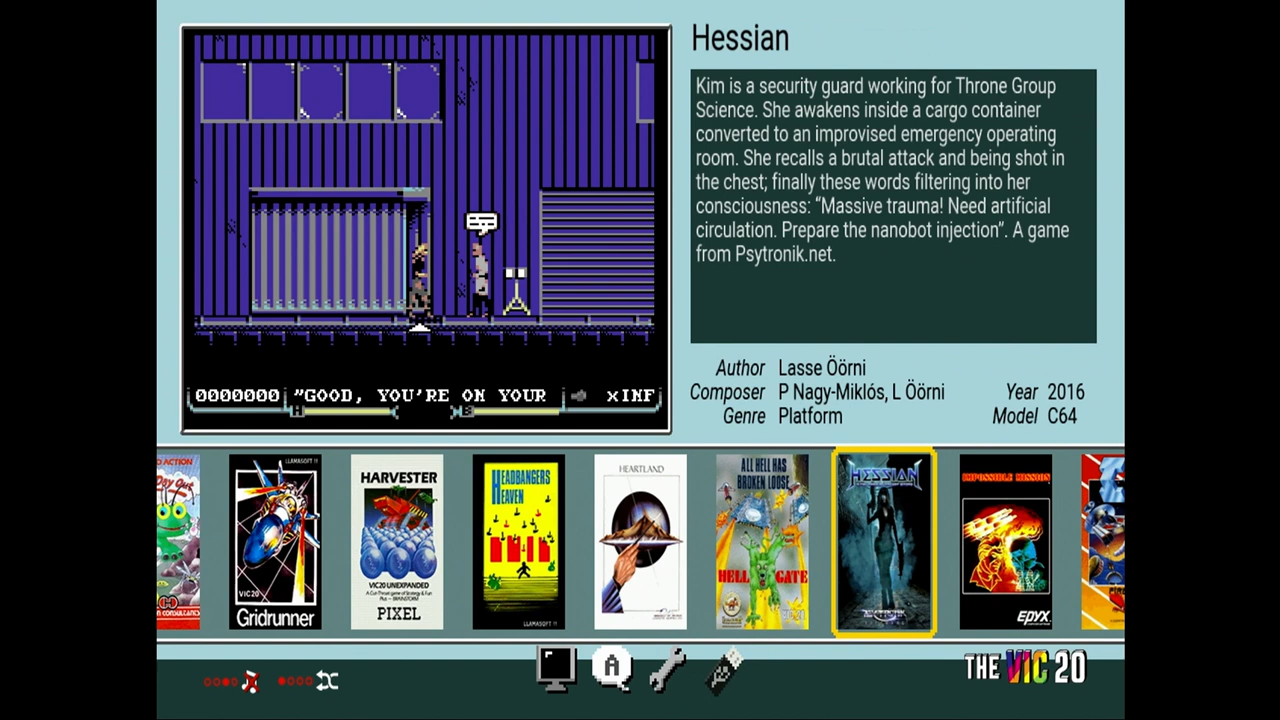 Hessian
Kim is a security guard working for Throne Group
Science. She awakens inside a cargo container
converted to an improvised emergency operating
room. She recalls a brutal attack and being shot in
the chest; finally these words filtering into her
consciousness: “Massive trauma! Need artificial
circulation. Prepare the nanobot injection”. A game
from Psytronik.net.
0000000 "GOOD, YOU'RE ON YOUR xINF
Author Lasse Öörni
Composer P Nagy-Miklós, L Öörni Year 2016
Genre Platform Model C64
LLAMASOFT !!
VIC20
Gridrunner
HARVESTER
VIC20 UNEXPANDED
PIXEL
HEADBANGERS
HEAVEN
LLAMASOFT !!
HEARTLAND
ALL HELL HAS
BROKEN LOOSE
HELL GATE
HESSIAN
IMPOSSIBLE MISSION
EPYX
A
THE VIC 20